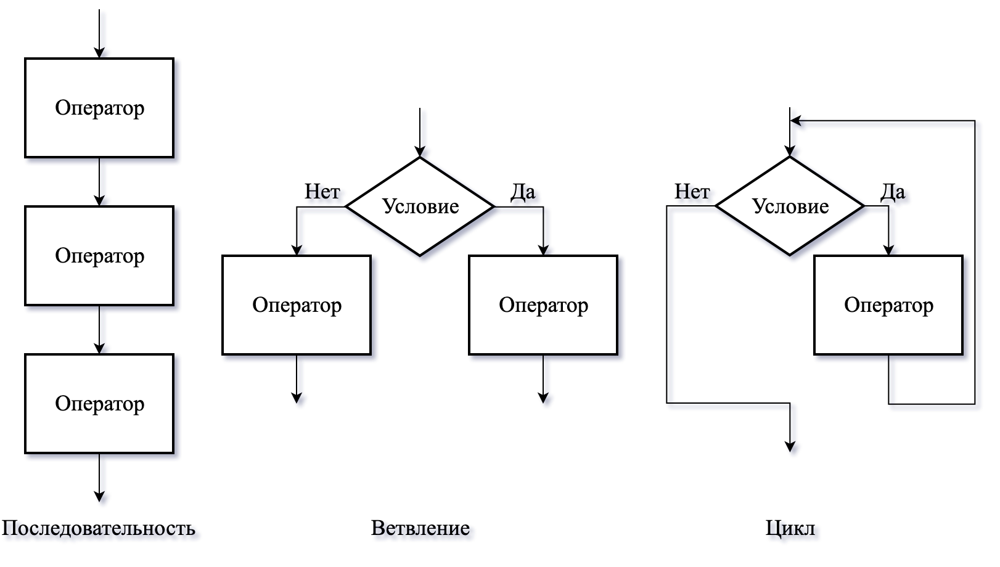 Оператор
Оператор
Оператор
Последовательность
Условие
Нет
Да
Оператор
Оператор
Ветвление
Условие
Нет
Да
Оператор
Цикл